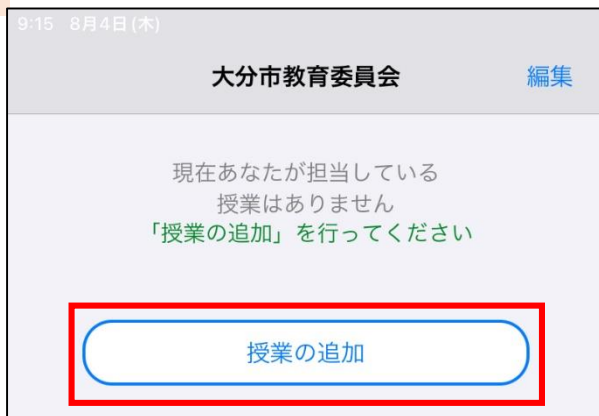 9:15 8月4日(木)
大分市教育委員会 編集
現在あなたが担当している
授業はありません
「授業の追加」を行ってください
授業の追加